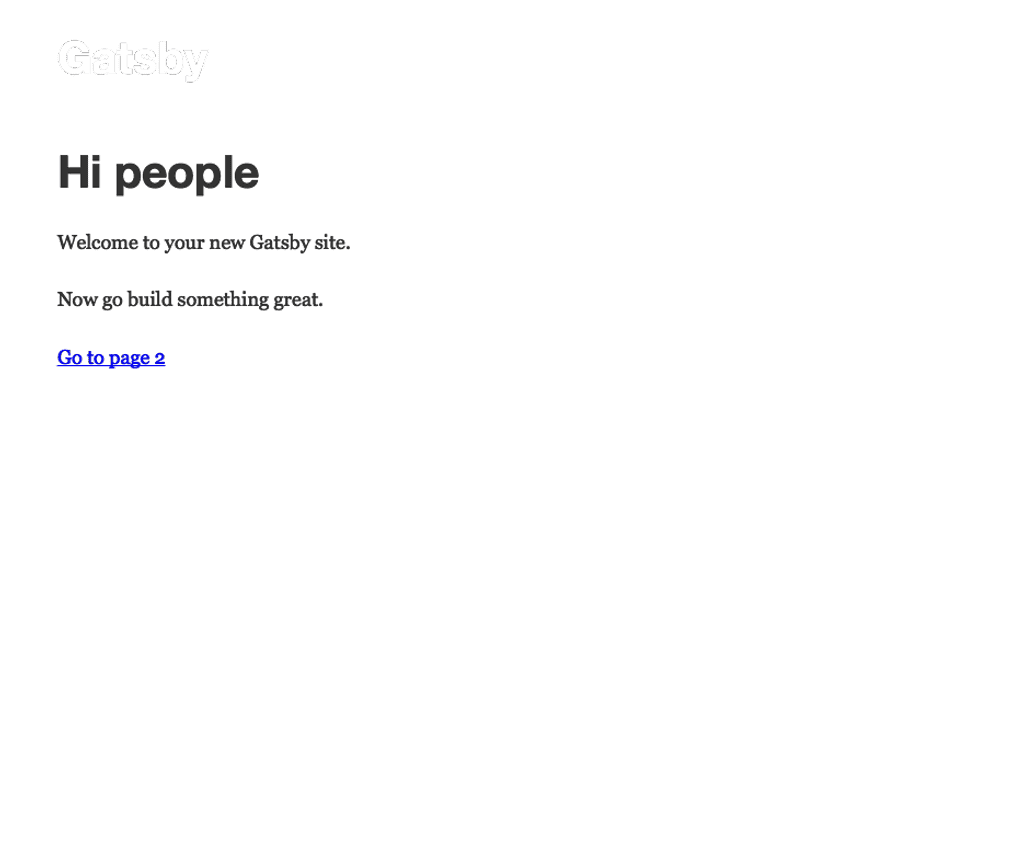 Gatsby
Hi people
Welcome to your new Gatsby site.
Now go build something great.
Go to page 2